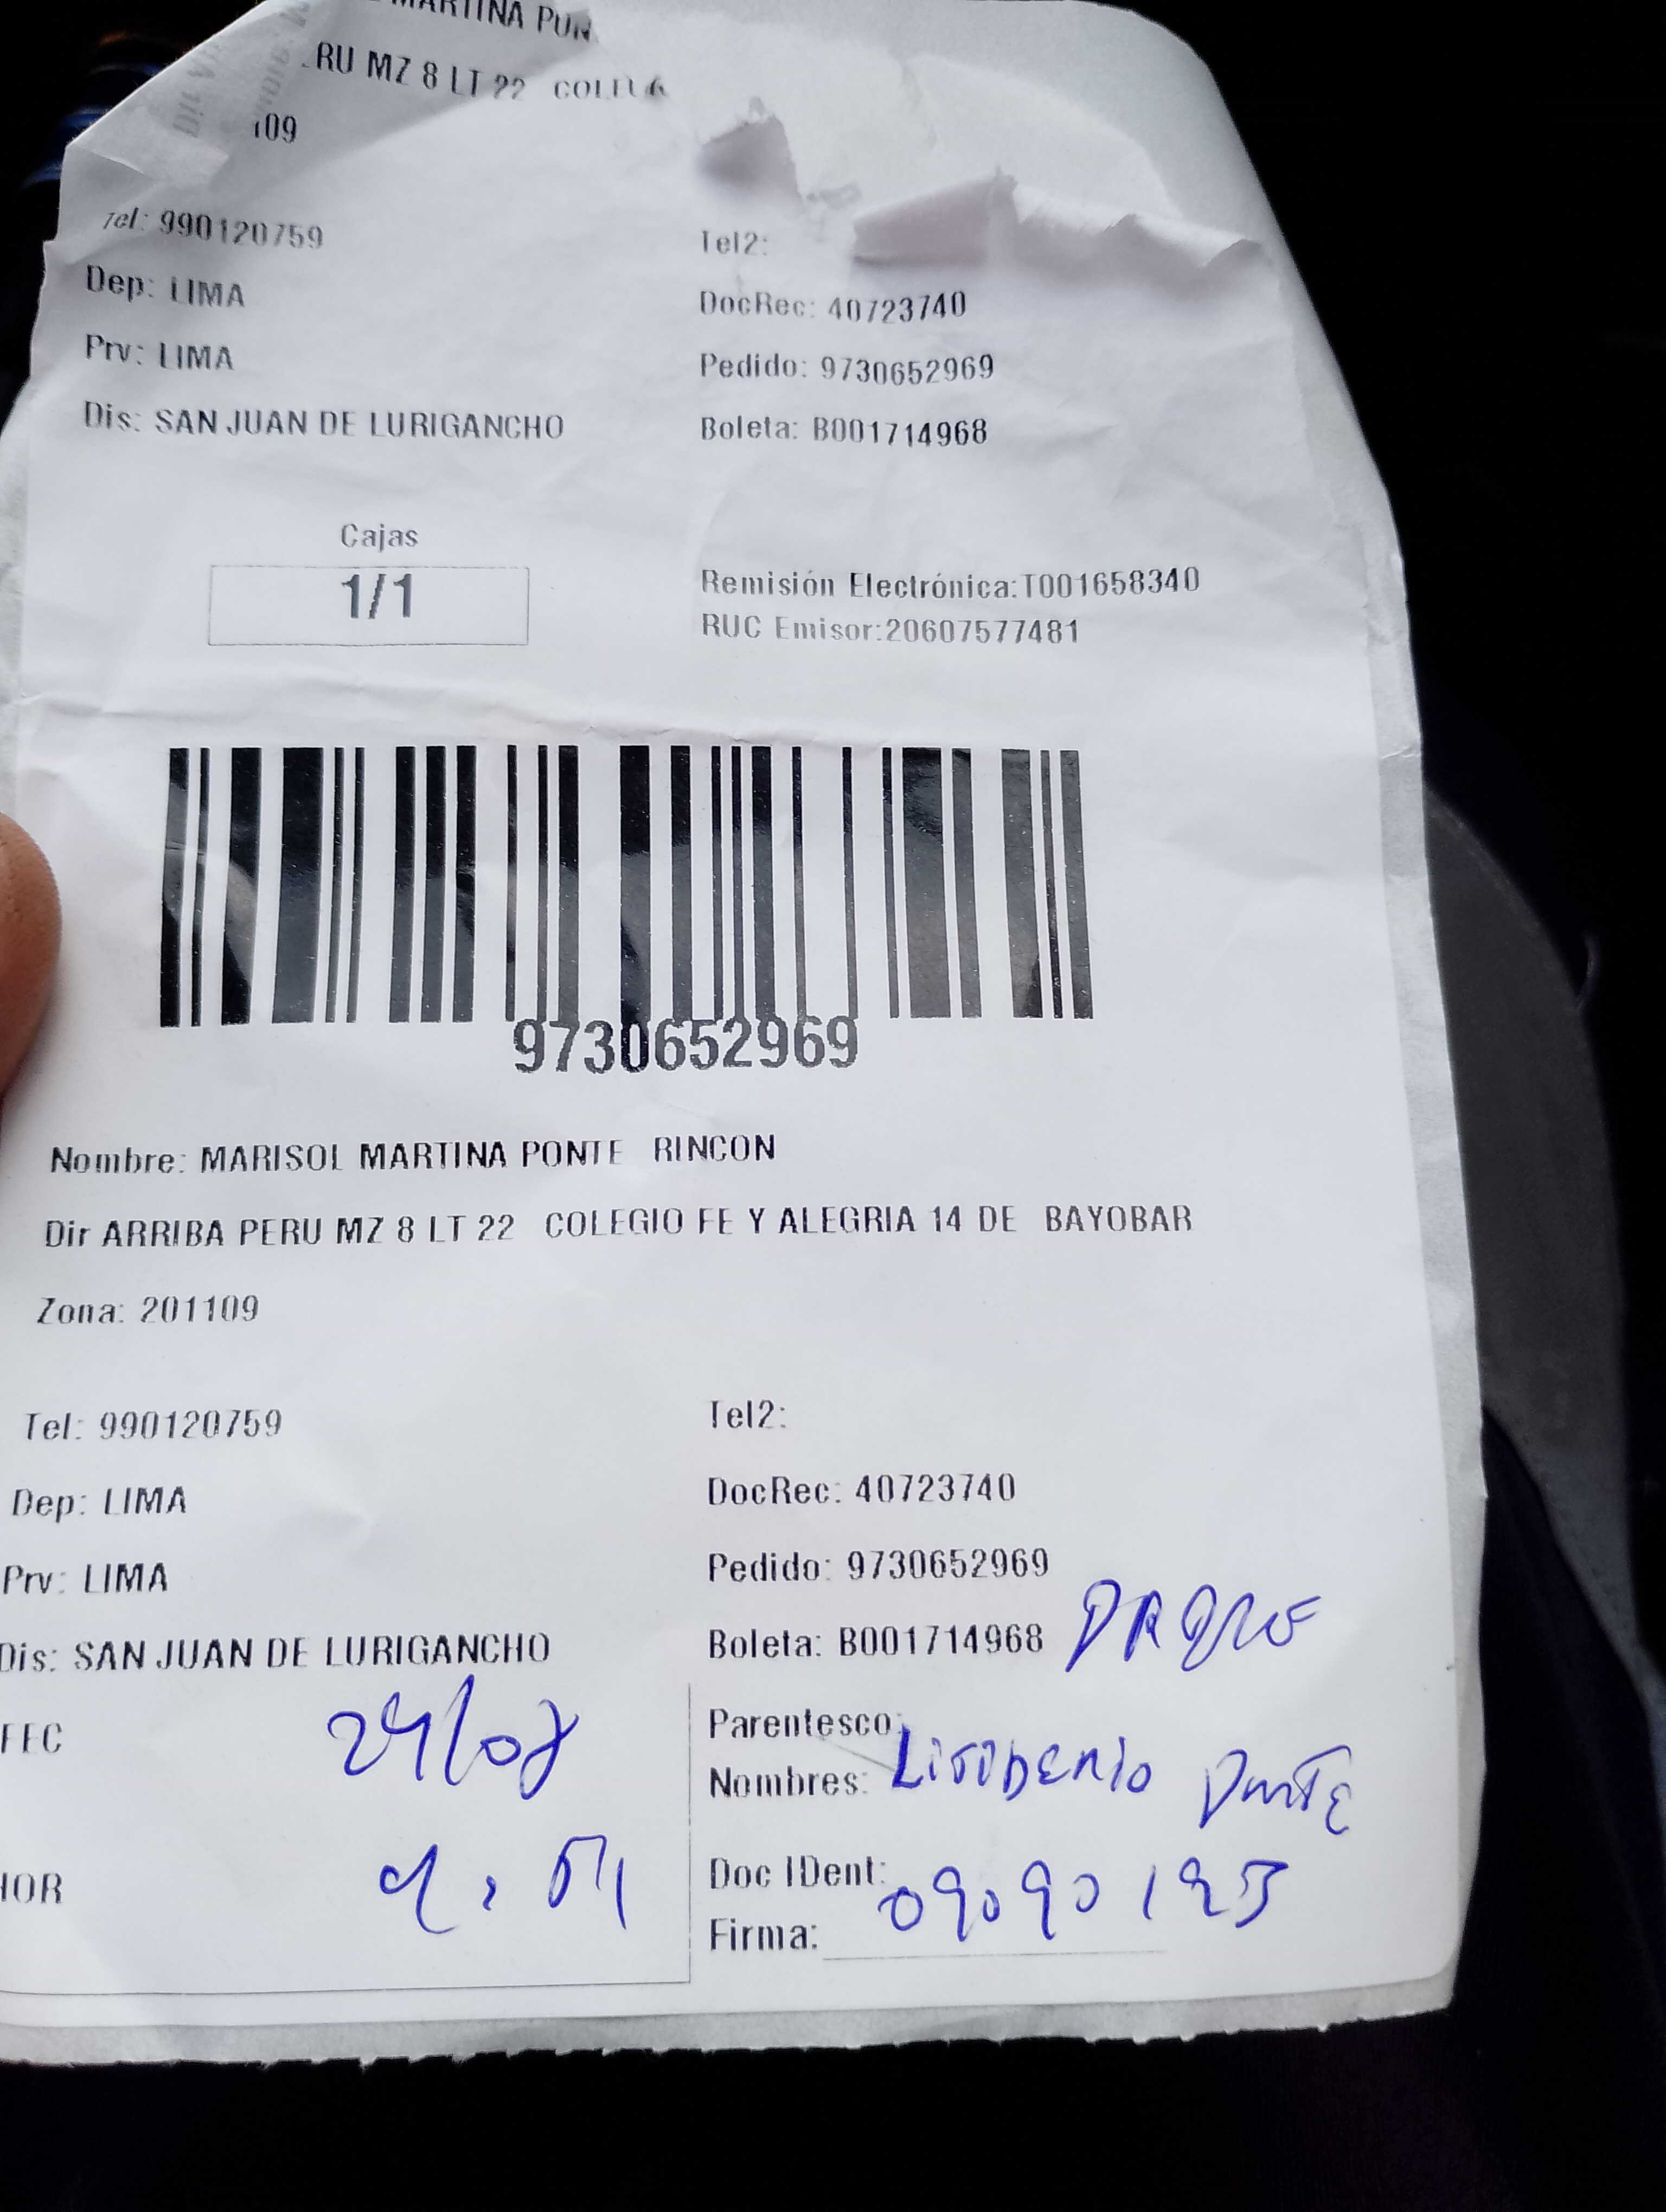 MARTINA PON
RU MZ 8 LT 22
109
Tel: 990120759 Tel2:
Dep: LIMA DocRec: 40723740
Prv: LIMA Pedido: 9730652969
Dis: SAN JUAN DE LURIGANCHO Boleta: B001714968
Cajas
1/1
Remisión Electrónica:T001658340
RUC Emisor:20607577481
9730652969
Nombre: MARISOL MARTINA PONTE RINCON
Dir ARRIBA PERU MZ 8 LT 22 COLEGIO FE Y ALEGRIA 14 DE BAYOBAR
Zona: 201109
Tel: 990120759 Tel2:
Dep: LIMA DocRec: 40723740
Prv: LIMA Pedido: 9730652969
Dis: SAN JUAN DE LURIGANCHO Boleta: B001714968
FEC Parentesco:
Nombres: Ponte
HOR Doc IDent:
Firma: